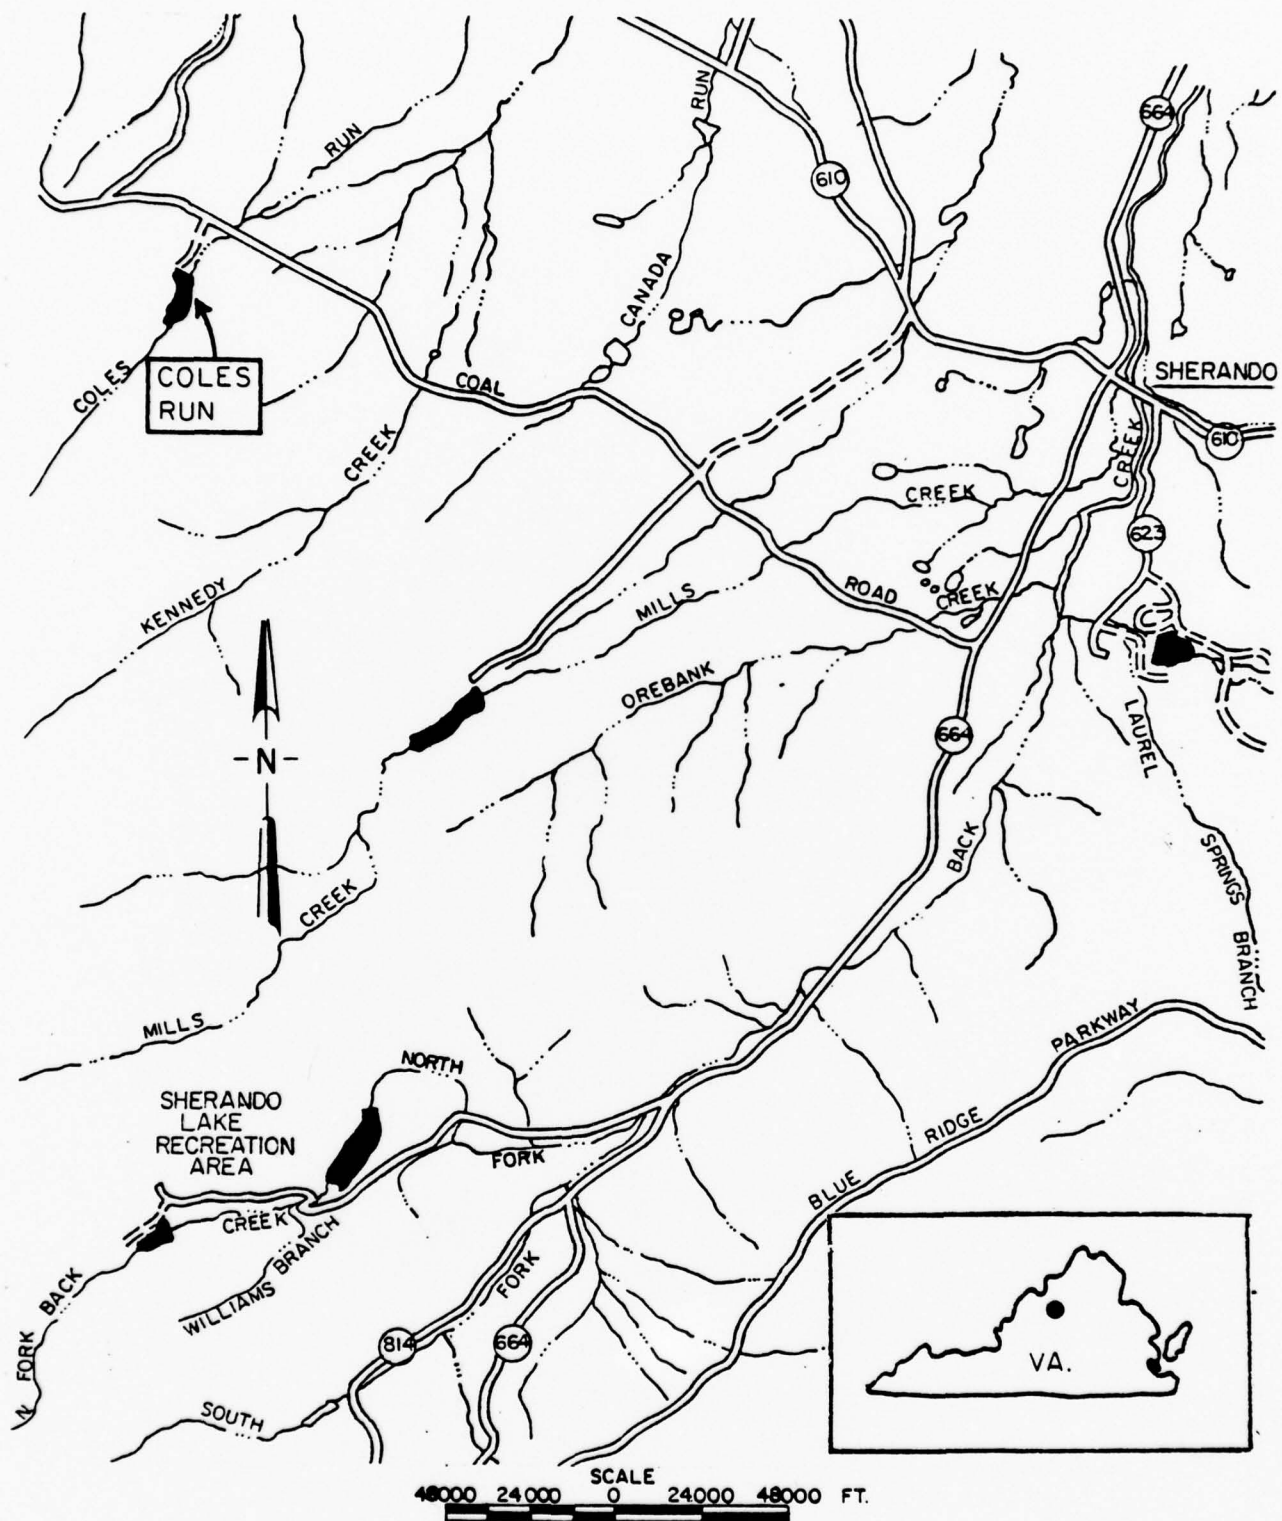 RUN
RUN
664
610
CANADA
COLES
COLES
RUN
COAL
SHERANDO
610
CREEK
CREEK
CREEK
623
KENNEDY
MILLS
ROAD
CREEK
OREBANK
- N -
664
LAUREL
BACK
CREEK
SPRINGS
BRANCH
MILLS
PARKWAY
NORTH
SHERANDO
LAKE
RECREATION
AREA
RIDGE
FORK
BLUE
CREEK
BRANCH
WILLIAMS
BACK
FORK
FORK
N
814
664
VA.
SOUTH
SCALE
48000 24000 0 24000 48000 FT.